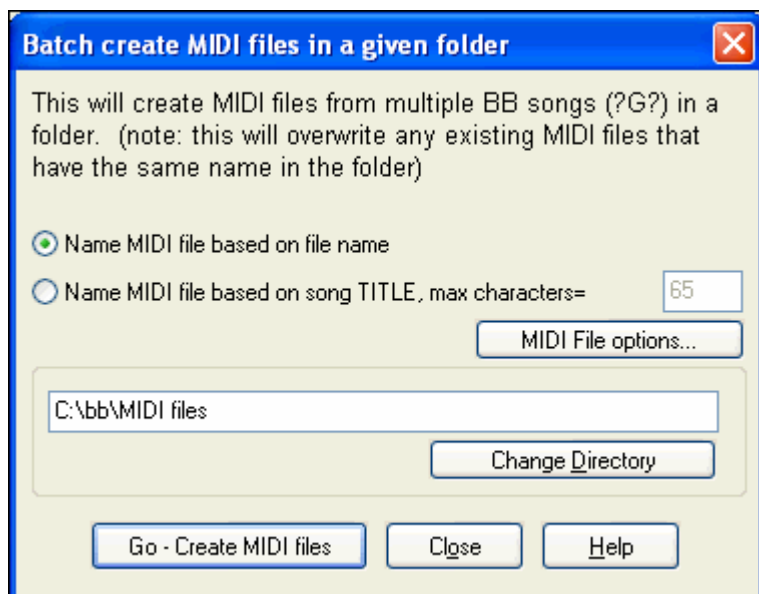 Batch create MIDI files in a given folder
This will create MIDI files from multiple BB songs (?G?) in a
folder. (note: this will overwrite any existing MIDI files that
have the same name in the folder)
Name MIDI file based on file name
Name MIDI file based on song TITLE, max characters= 65
MIDI File options...
C:\bb\MIDI files
Change Directory
Go - Create MIDI files Close Help